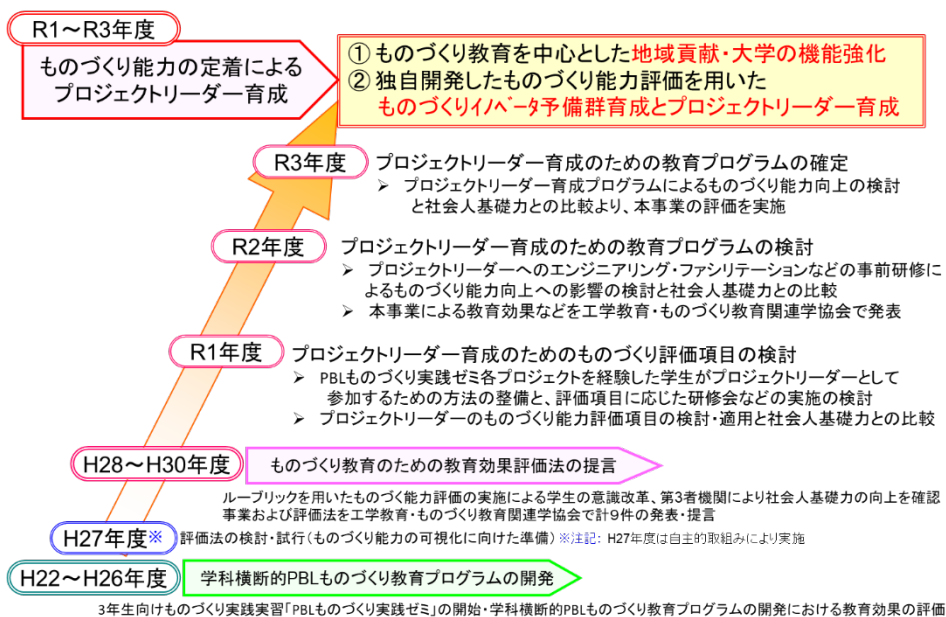 R1～R3年度
ものづくり能力の定着による
プロジェクトリーダー育成
① ものづくり教育を中心とした地域貢献・大学の機能強化
② 独自開発したものづくり能力評価を用いた
ものづくりｲﾉﾍﾞｰﾀ予備群育成とプロジェクトリーダー育成
R3年度 プロジェクトリーダー育成のための教育プログラムの確定
➢ プロジェクトリーダー育成プログラムによるものづくり能力向上の検討
と社会人基礎力との比較より、本事業の評価を実施
R2年度 プロジェクトリーダー育成のための教育プログラムの検討
➢ プロジェクトリーダーへのエンジニアリング・ファシリテーションなどの事前研修に
よるものづくり能力向上への影響の検討と社会人基礎力との比較
➢ 本事業による教育効果などを工学教育・ものづくり教育関連学協会で発表
R1年度 プロジェクトリーダー育成のためのものづくり評価項目の検討
➢ PBLものづくり実践ゼミ各プロジェクトを経験した学生がプロジェクトリーダーとして
参加するための方法の整備と、評価項目に応じた研修会などの実施の検討
➢ プロジェクトリーダーのものづくり能力評価項目の検討・適用と社会人基礎力との比較
H28～H30年度 ものづくり教育のための教育効果評価法の提言
ルーブリックを用いたものづく能力評価の実施による学生の意識改革、第3者機関により社会人基礎力の向上を確認
事業および評価法を工学教育・ものづくり教育関連学協会で計9件の発表・提言
H27年度※ 評価法の検討・試行(ものづくり能力の可視化に向けた準備) ※注記: H27年度は自主的取組みにより実施
H22～H26年度 学科横断的PBLものづくり教育プログラムの開発
3年生向けものづくり実践実習「PBLものづくり実践ゼミ」の開始・学科横断的PBLものづくり教育プログラムの開発における教育効果の評価